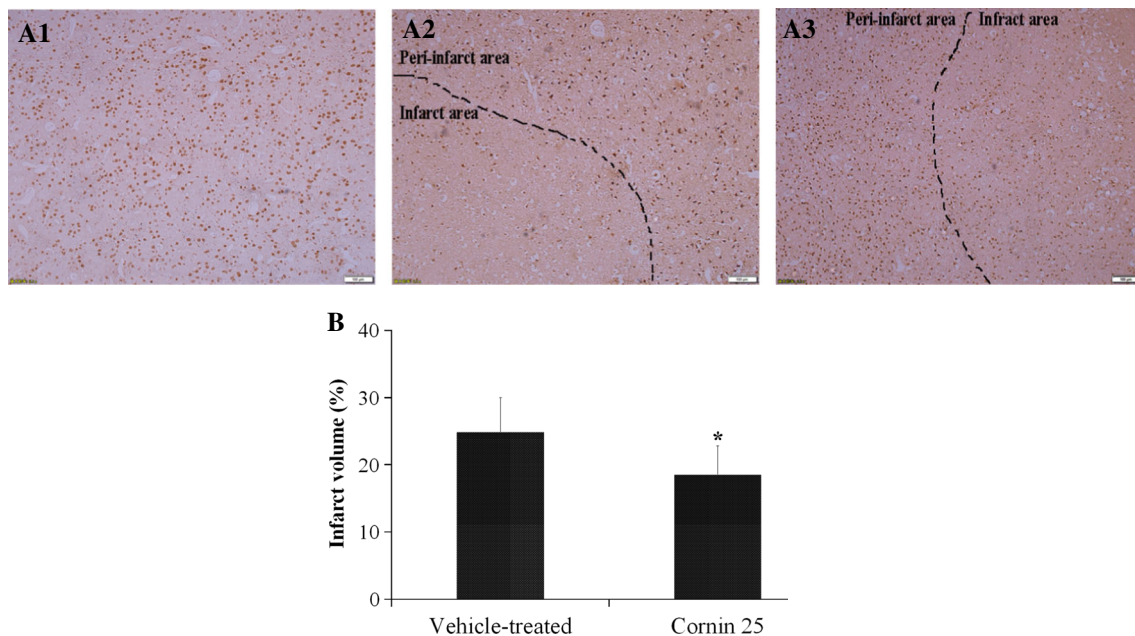 A1
A2
Peri-infarct area
Infarct area
A3
Peri-infarct area
Infract area
B
Infarct volume (%)
40
30
20
10
0
*
Vehicle-treated
Cornin 25